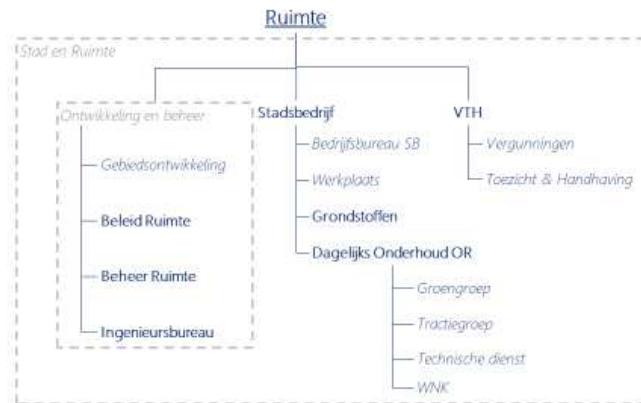 Ruimte
Stad en Ruimte
Ontwikkeling en beheer
Gebiedsontwikkeling
Beleid Ruimte
Beheer Ruimte
Ingenieursbureau
Stadsbedrijf
Bedrijfsbureau SB
Werkplaats
Grondstoffen
Dagelijks Onderhoud OR
Groengroep
Tractiegroep
Technische dienst
WNK
VTH
Vergunningen
Toezicht & Handhaving